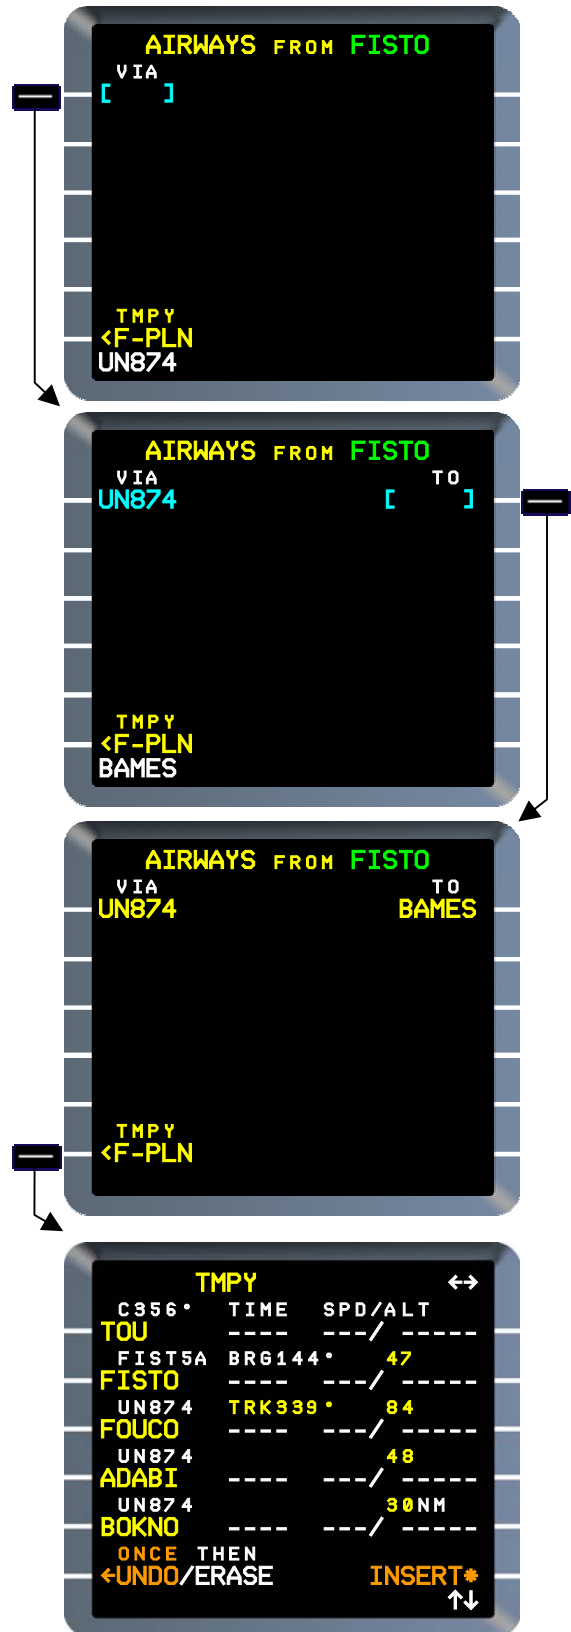 AIRWAYS FROM FISTO
VIA
[ ]
TMPY
<F-PLN
UN874
AIRWAYS FROM FISTO
VIA TO
UN874 [ ]
TMPY
<F-PLN
BAMES
AIRWAYS FROM FISTO
VIA TO
UN874 BAMES
TMPY
<F-PLN
TMPY ←→
C356° TIME SPD/ALT
TOU ---- ---/ -----
FIST5A BRG144° 47
FISTO ---- ---/ -----
UN874 TRK339° 84
FOUCO ---- ---/ -----
UN874 48
ADABI ---- ---/ -----
UN874 30NM
BOKNO ---- ---/ -----
ONCE THEN
←UNDO/ERASE INSERT*
↑↓